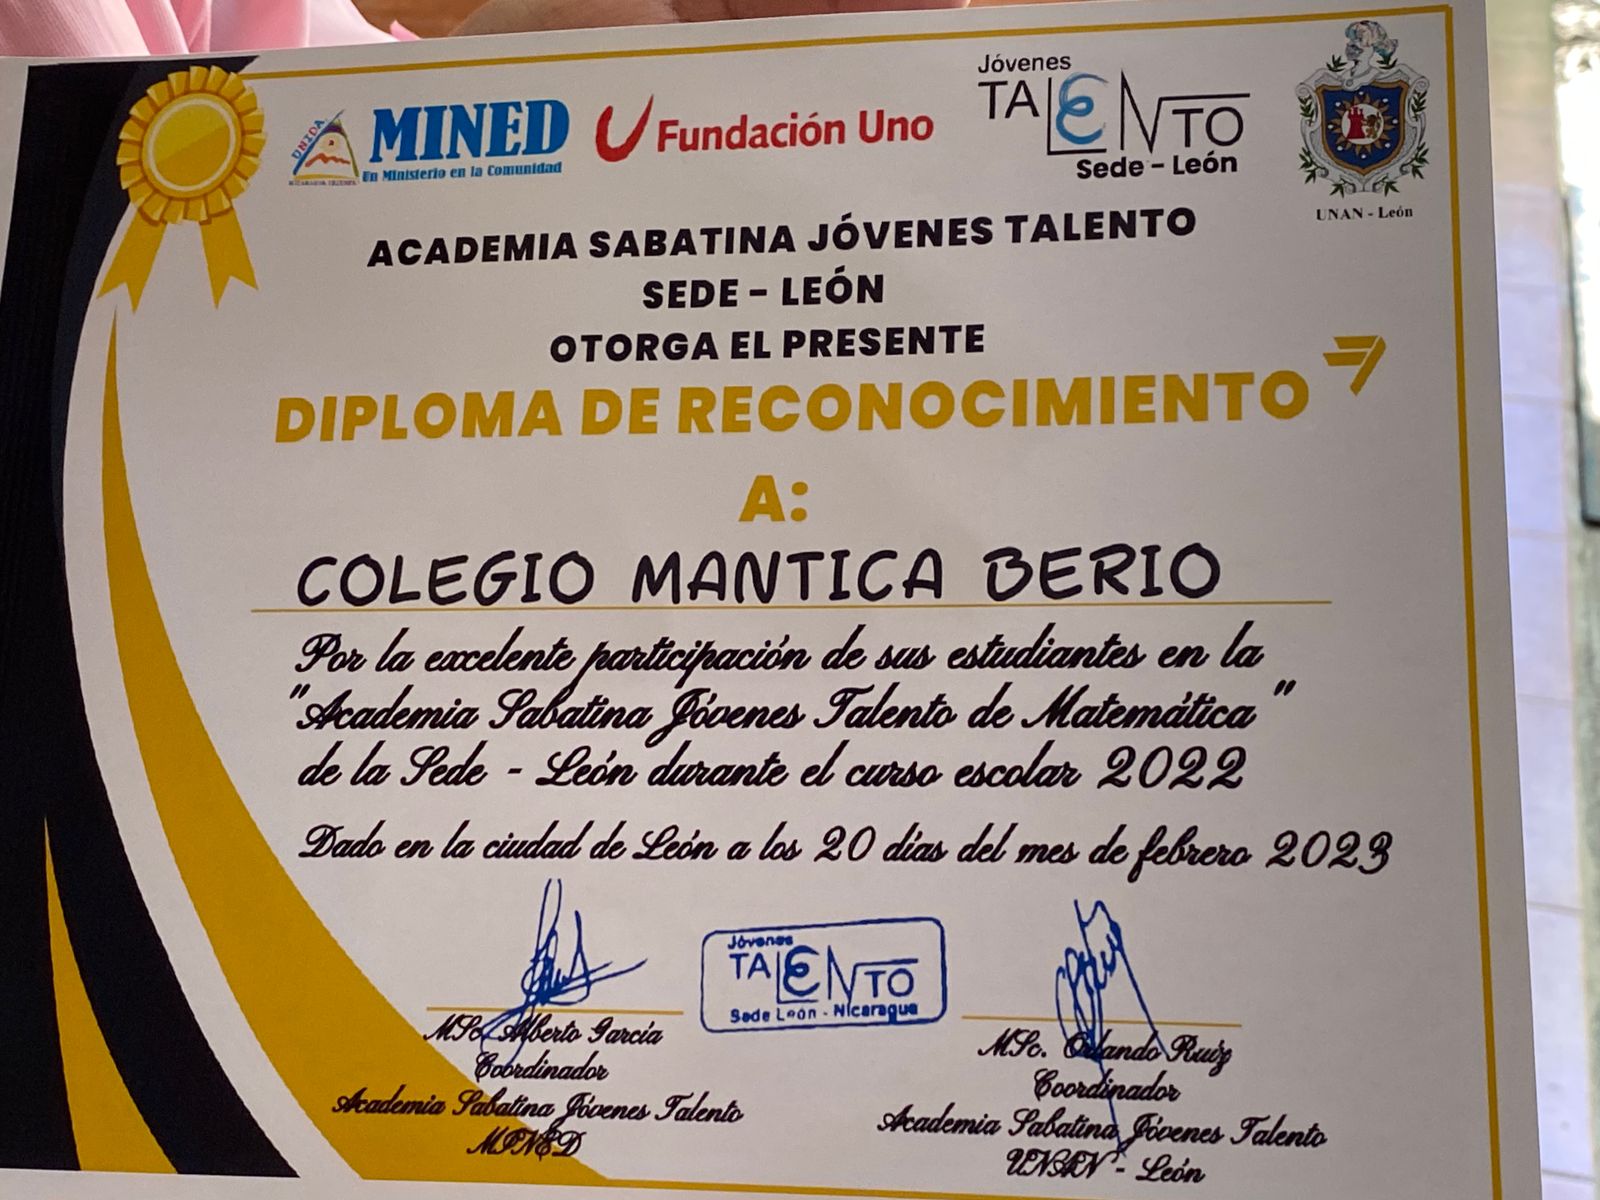 UNIDA
MINED
Un Ministerio en la Comunidad
Fundación Uno
Jóvenes
TALENTO
Sede - León
UNAN - León
ACADEMIA SABATINA JÓVENES TALENTO
SEDE - LEÓN
OTORGA EL PRESENTE
DIPLOMA DE RECONOCIMIENTO
A:
COLEGIO MANTICA BERIO
Por la excelente participación de sus estudiantes en la
"Academia Sabatina Jóvenes Talento de Matemática"
de la Sede - León durante el curso escolar 2022
Dado en la ciudad de León a los 20 días del mes de febrero 2023
Jóvenes
TALENTO
Sede León - Nicaragua
MSc. Alberto García
Coordinador
Academia Sabatina Jóvenes Talento
MINED
MSc. Orlando Ruiz
Coordinador
Academia Sabatina Jóvenes Talento
UNAN - León